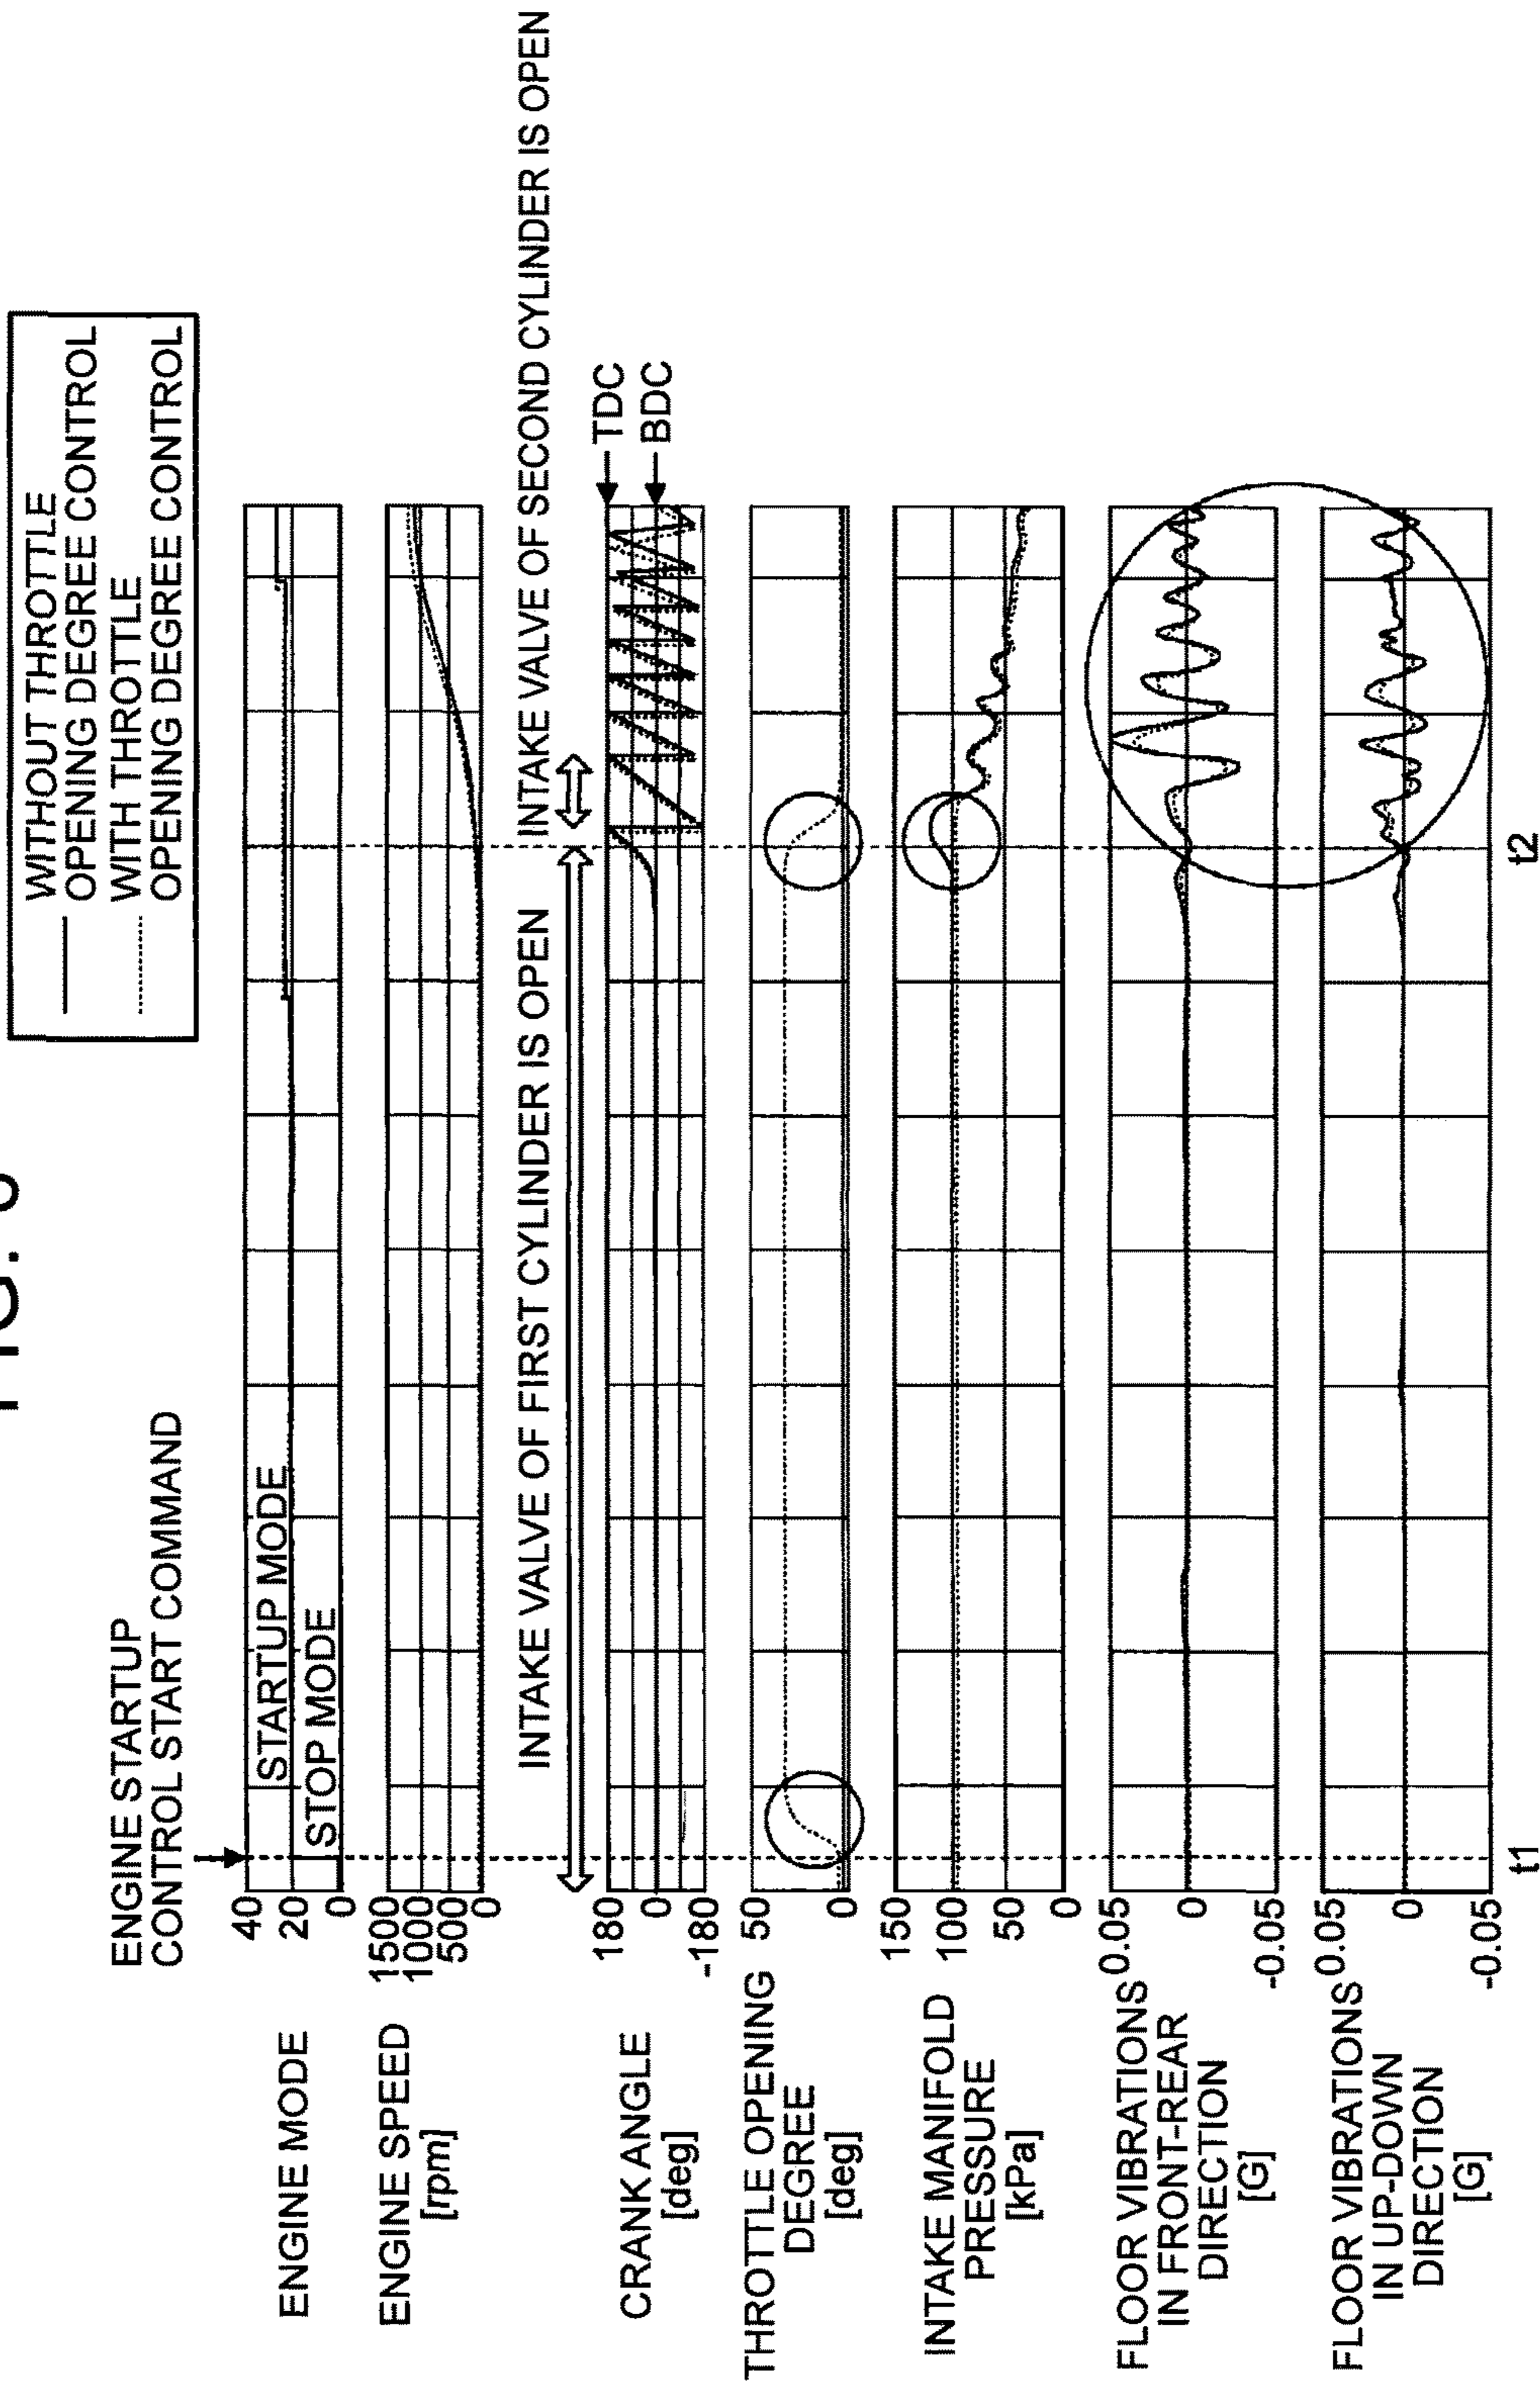 WITHOUT THROTTLE
OPENING DEGREE CONTROL
WITH THROTTLE
OPENING DEGREE CONTROL
ENGINE STARTUP
CONTROL START COMMAND
ENGINE MODE
40
20
0
STARTUP MODE
STOP MODE
ENGINE SPEED
[rpm]
1500
1000
500
0
INTAKE VALVE OF FIRST CYLINDER IS OPEN
INTAKE VALVE OF SECOND CYLINDER IS OPEN
CRANK ANGLE
[deg]
180
0
-180
TDC
BDC
THROTTLE OPENING
DEGREE
[deg]
50
0
INTAKE MANIFOLD
PRESSURE
[kPa]
150
100
50
0
FLOOR VIBRATIONS
IN FRONT-REAR
DIRECTION
[G]
0.05
0
-0.05
FLOOR VIBRATIONS
IN UP-DOWN
DIRECTION
[G]
0.05
0
-0.05
t1
t2